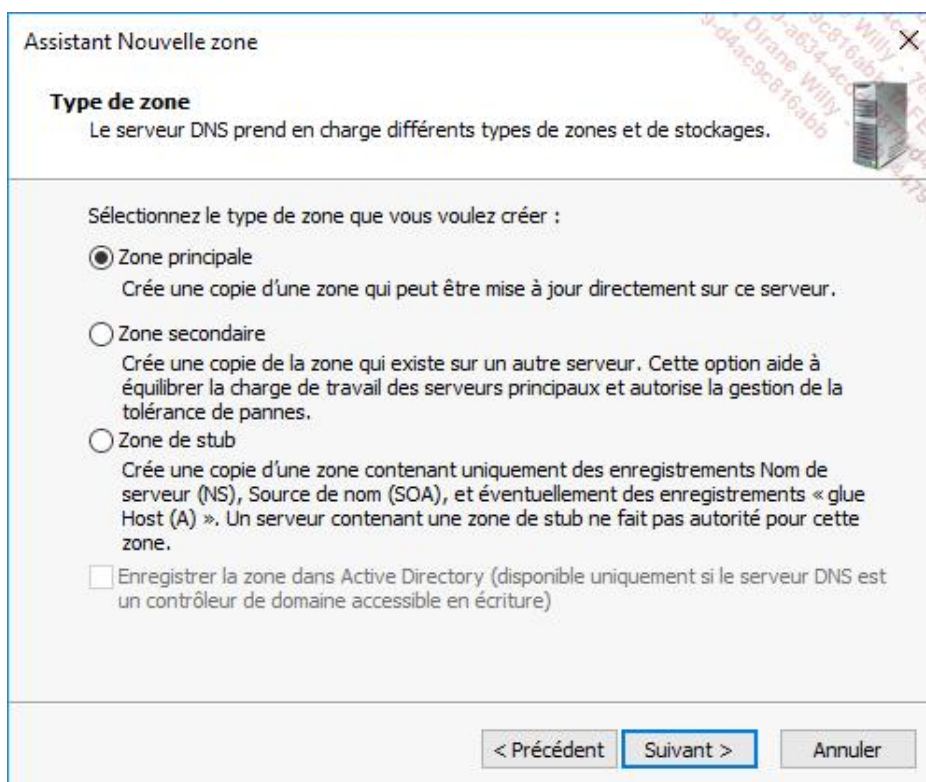 Assistant Nouvelle zone
Type de zone
Le serveur DNS prend en charge différents types de zones et de stockages.
Sélectionnez le type de zone que vous voulez créer :
Zone principale
Crée une copie d'une zone qui peut être mise à jour directement sur ce serveur.
Zone secondaire
Crée une copie de la zone qui existe sur un autre serveur. Cette option aide à
équilibrer la charge de travail des serveurs principaux et autorise la gestion de la
tolérance de pannes.
Zone de stub
Crée une copie d'une zone contenant uniquement des enregistrements Nom de
serveur (NS), Source de nom (SOA), et éventuellement des enregistrements « glue
Host (A) ». Un serveur contenant une zone de stub ne fait pas autorité pour cette
zone.
Enregistrer la zone dans Active Directory (disponible uniquement si le serveur DNS est
un contrôleur de domaine accessible en écriture)
< Précédent
Suivant >
Annuler
Dirane Willy
9-d4ac9c816abb